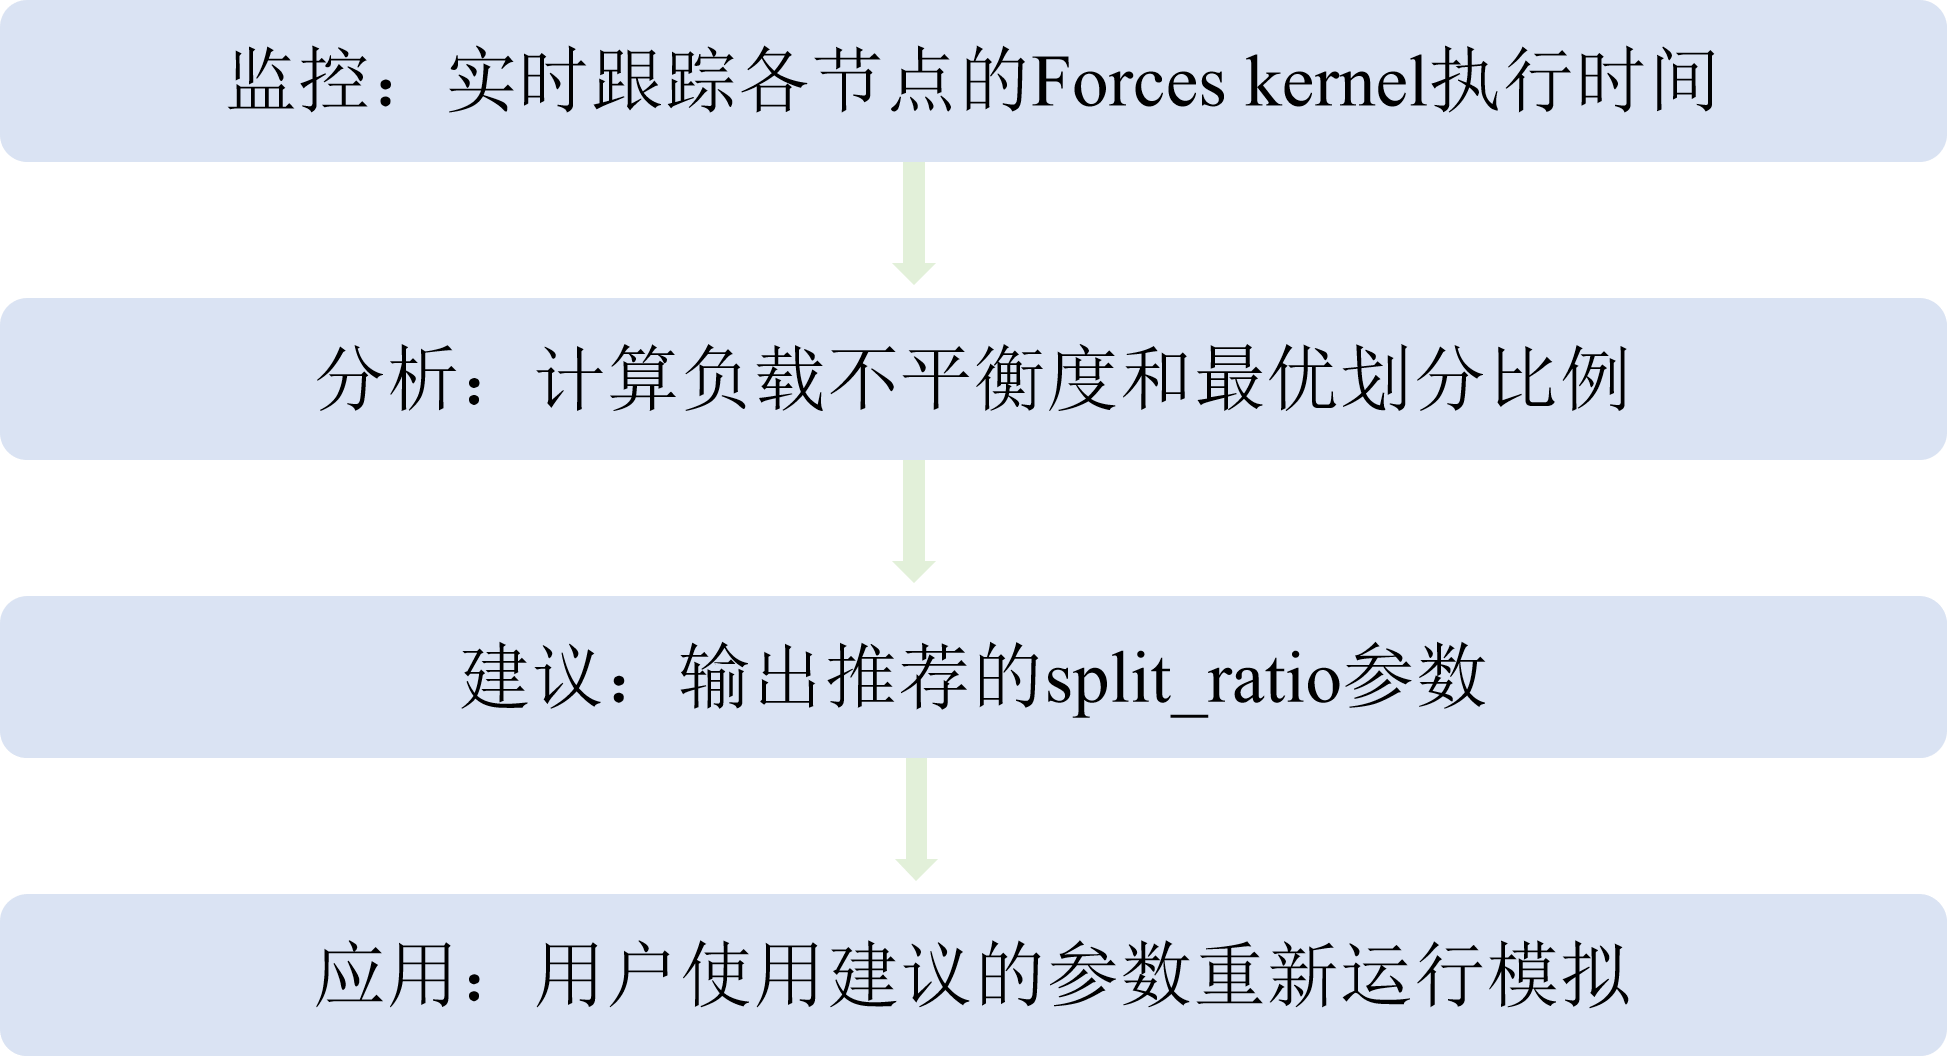 监控：实时跟踪各节点的Forces kernel执行时间
分析：计算负载不平衡度和最优划分比例
建议：输出推荐的split_ratio参数
应用：用户使用建议的参数重新运行模拟